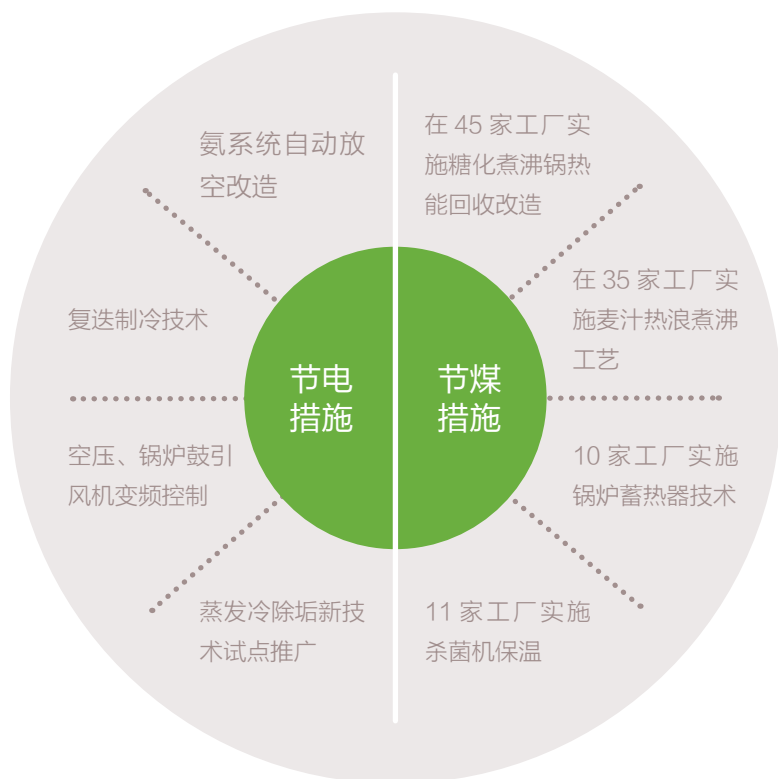 节电
措施
氨系统自动放
空改造
复迭制冷技术
空压、锅炉鼓引
风机变频控制
蒸发冷除垢新技
术试点推广
节煤
措施
在 45 家工厂实
施糖化煮沸锅热
能回收改造
在 35 家工厂实
施麦汁热浪煮沸
工艺
10 家工厂实施
锅炉蓄热器技术
11 家工厂实施
杀菌机保温